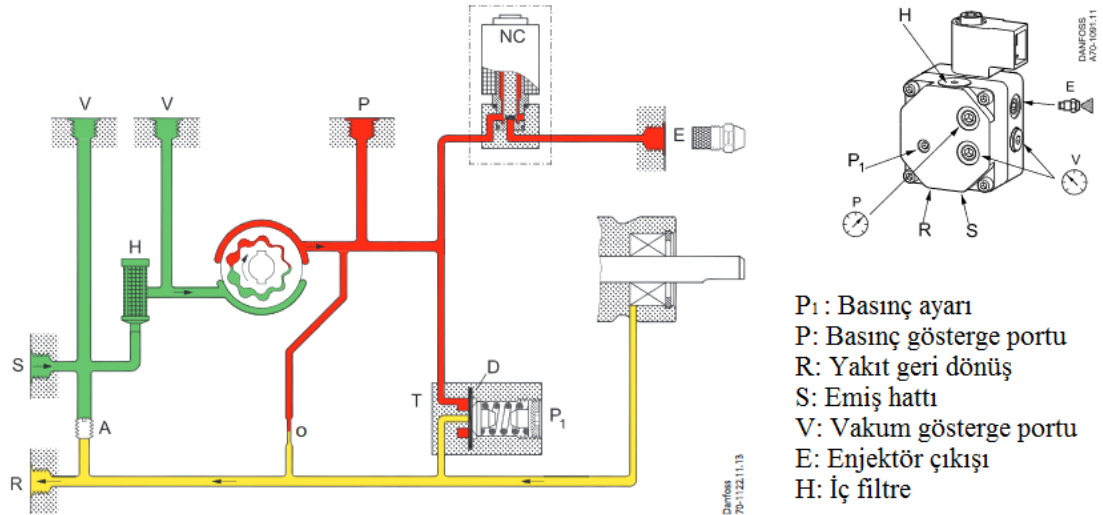 NC
V
V
P
E
H
S
A
R
O
T
D
P1
Danfoss
70-1122.11.13
H
DANFOSS
A70-1091.11
E
P1
V
P
R
S
P1 : Basınç ayarı
P: Basınç gösterge portu
R: Yakıt geri dönüş
S: Emiş hattı
V: Vakum gösterge portu
E: Enjektör çıkışı
H: İç filtre